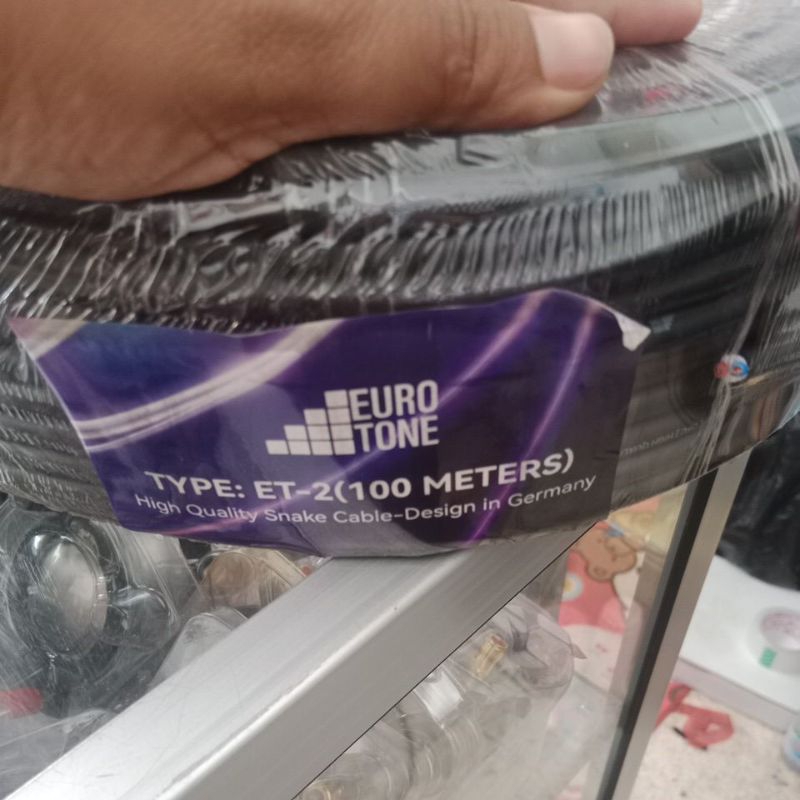 EURO
TONE
TYPE: ET-2(100 METERS)
High Quality Snake Cable-Design in Germany